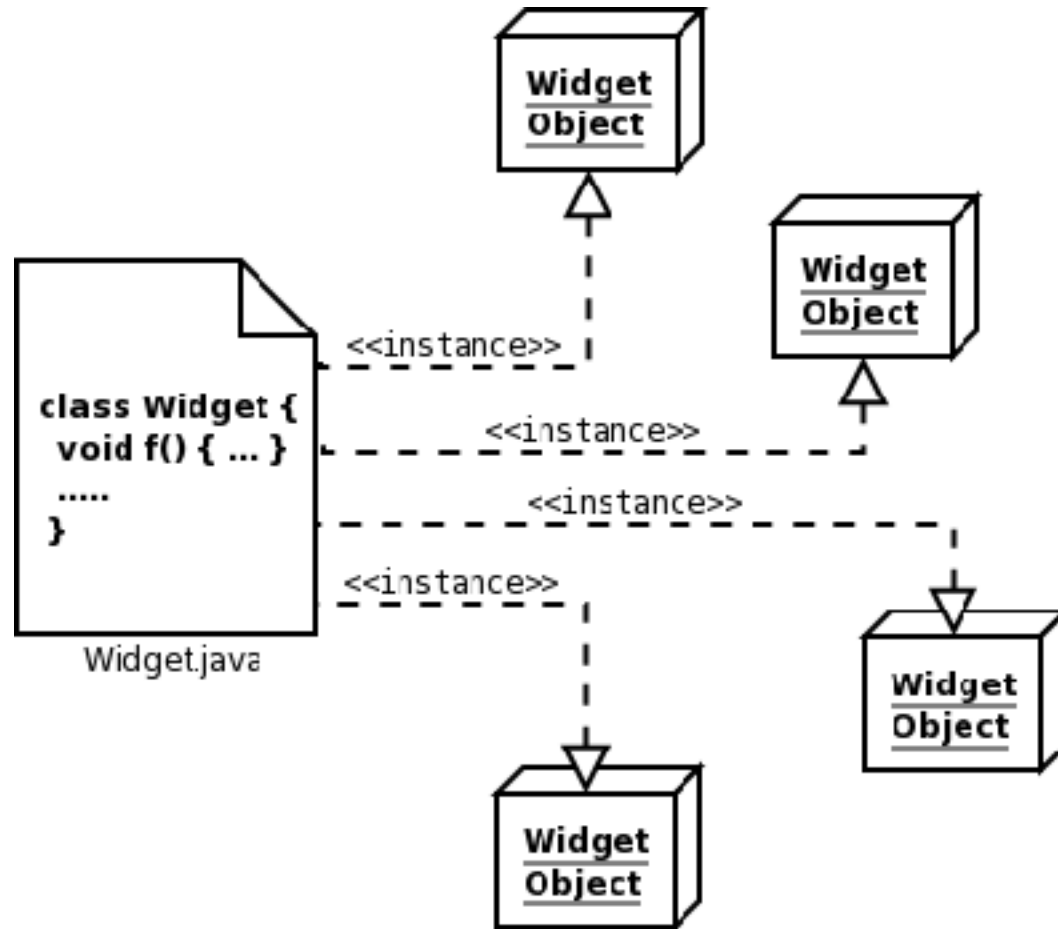 Widget
Object
Widget
Object
<<instance>>
class Widget {
void f() { ... }
.....
}
<<instance>>
<<instance>>
<<instance>>
Widget.java
Widget
Object
Widget
Object